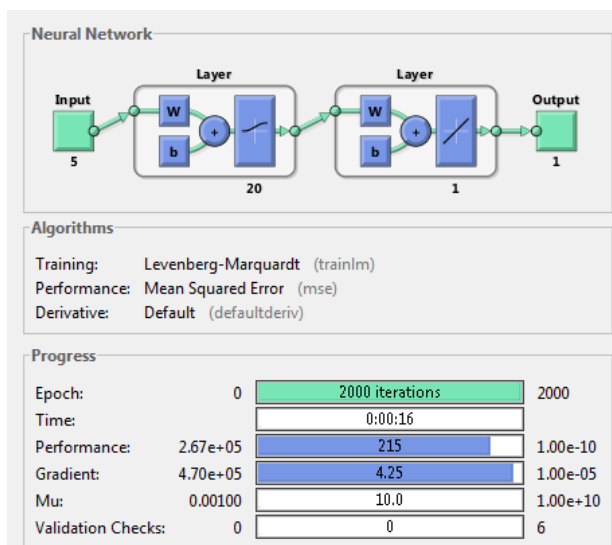 Neural Network
Layer Layer
Input Output
W W
+ +
b b
5 1
20 1
Algorithms
Training: Levenberg-Marquardt (trainlm)
Performance: Mean Squared Error (mse)
Derivative: Default (defaultderiv)
Progress
Epoch: 0 2000 iterations 2000
Time: 0:00:16
Performance: 2.67e+05 215 1.00e-10
Gradient: 4.70e+05 4.25 1.00e-05
Mu: 0.00100 10.0 1.00e+10
Validation Checks: 0 0 6